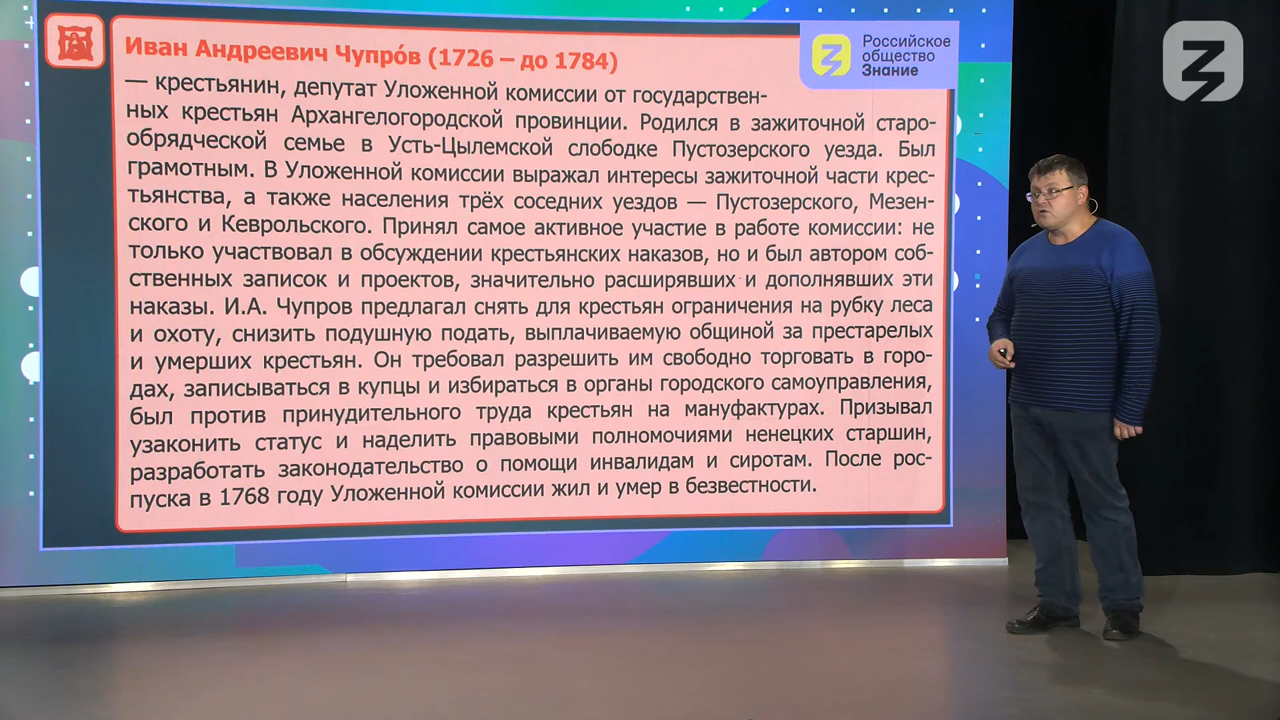 Иван Андреевич Чупро́в (1726 – до 1784)
— крестьянин, депутат Уложенной комиссии от государствен-
ных крестьян Архангелогородской провинции. Родился в зажиточной старо-
обрядческой семье в Усть-Цылемской слободке Пустозерского уезда. Был
грамотным. В Уложенной комиссии выражал интересы зажиточной части крес-
тьянства, а также населения трёх соседних уездов — Пустозерского, Мезен-
ского и Кеврольского. Принял самое активное участие в работе комиссии: не
только участвовал в обсуждении крестьянских наказов, но и был автором соб-
ственных записок и проектов, значительно расширявших и дополнявших эти
наказы. И.А. Чупров предлагал снять для крестьян ограничения на рубку леса
и охоту, снизить подушную подать, выплачиваемую общиной за престарелых
и умерших крестьян. Он требовал разрешить им свободно торговать в горо-
дах, записываться в купцы и избираться в органы городского самоуправления,
был против принудительного труда крестьян на мануфактурах. Призывал
узаконить статус и наделить правовыми полномочиями ненецких старшин,
разработать законодательство о помощи инвалидам и сиротам. После рос-
пуска в 1768 году Уложенной комиссии жил и умер в безвестности.
Российское
общество
Знание